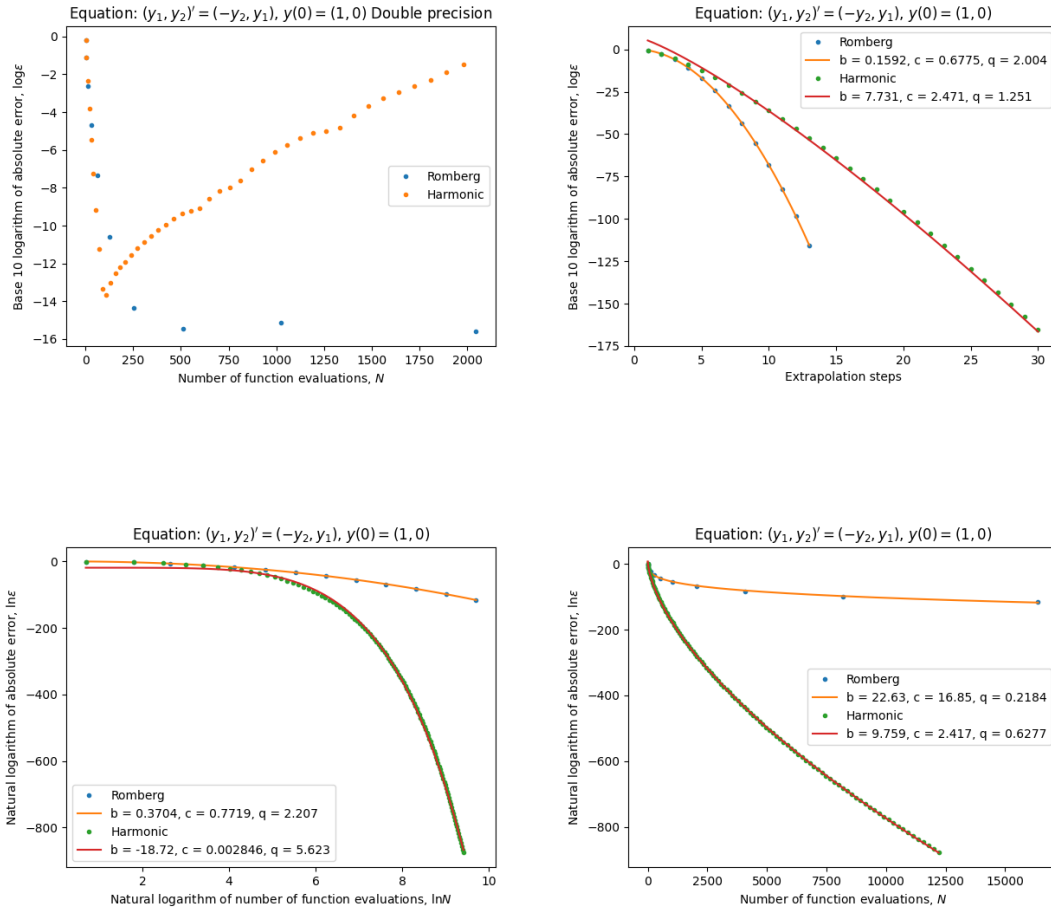 Equation: (y₁, y₂)′ = (−y₂, y₁), y(0) = (1, 0) Double precision
Base 10 logarithm of absolute error, logε
0
−2
−4
−6
−8
−10
−12
−14
−16
Romberg
Harmonic
0 250 500 750 1000 1250 1500 1750 2000
Number of function evaluations, N
Equation: (y₁, y₂)′ = (−y₂, y₁), y(0) = (1, 0)
Base 10 logarithm of absolute error, logε
0
−25
−50
−75
−100
−125
−150
−175
Romberg
b = 0.1592, c = 0.6775, q = 2.004
Harmonic
b = 7.731, c = 2.471, q = 1.251
0 5 10 15 20 25 30
Extrapolation steps
Equation: (y₁, y₂)′ = (−y₂, y₁), y(0) = (1, 0)
Natural logarithm of absolute error, lnε
0
−200
−400
−600
−800
Romberg
b = 0.3704, c = 0.7719, q = 2.207
Harmonic
b = -18.72, c = 0.002846, q = 5.623
2 4 6 8 10
Natural logarithm of number of function evaluations, lnN
Equation: (y₁, y₂)′ = (−y₂, y₁), y(0) = (1, 0)
Natural logarithm of absolute error, lnε
0
−200
−400
−600
−800
Romberg
b = 22.63, c = 16.85, q = 0.2184
Harmonic
b = 9.759, c = 2.417, q = 0.6277
0 2500 5000 7500 10000 12500 15000
Number of function evaluations, N